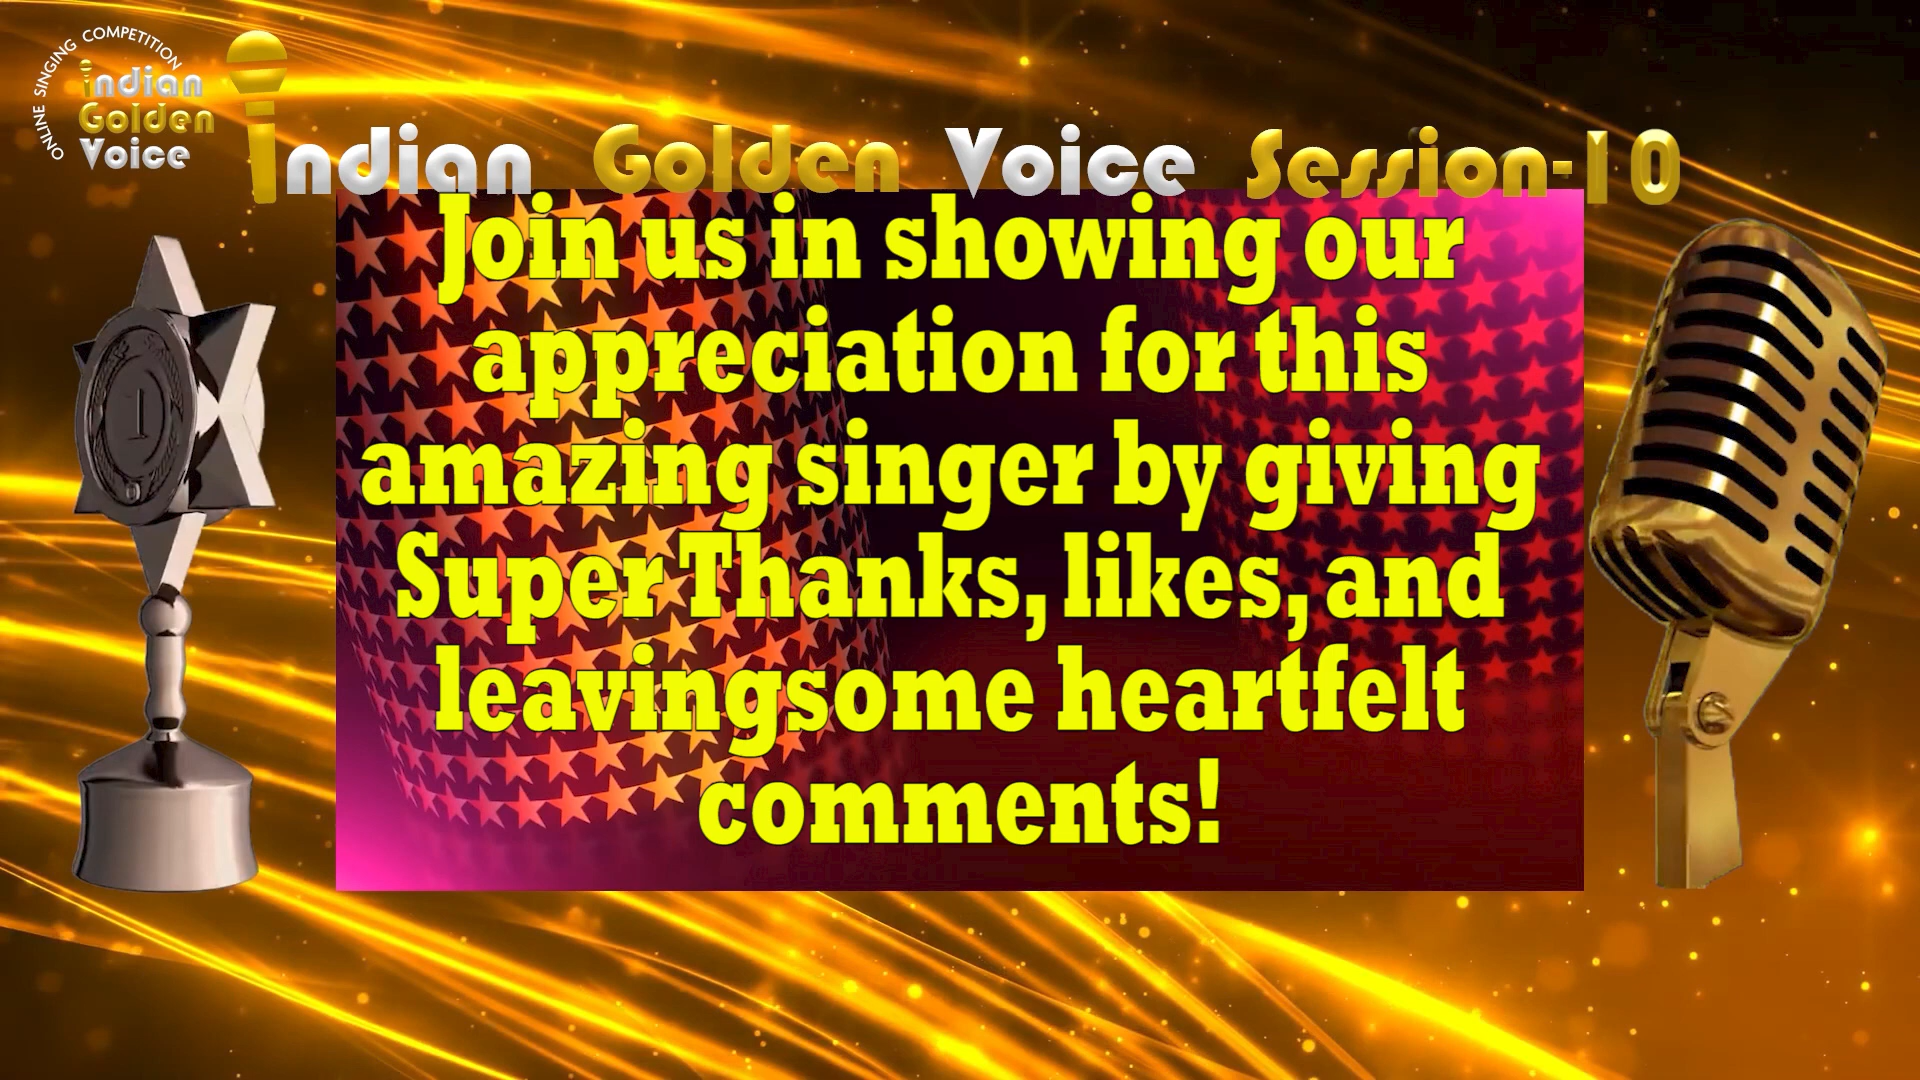 ONLINE SINGING COMPETITION
indian
Golden
Voice
indian Golden Voice Session-10
Join us in showing our
appreciation for this
amazing singer by giving
Super Thanks, likes, and
leavingsome heartfelt
comments!
1